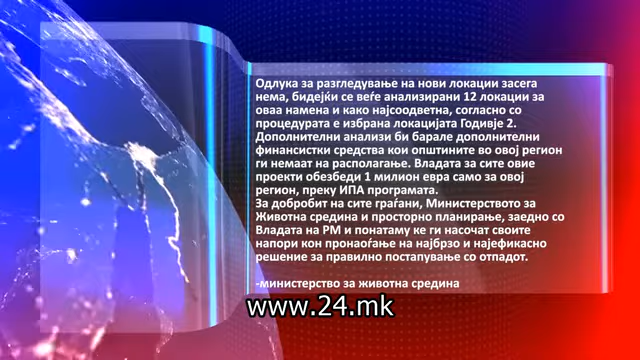 Одлука за разгледување на нови локации засега
нема, бидејќи се веќе анализирани 12 локации за
оваа намена и како најсоодветна, согласно со
процедурата е избрана локацијата Годивје 2.
Дополнителни анализи би барале дополнителни
финансистки средства кои општините во овој регион
ги немаат на располагање. Владата за сите овие
проекти обезбеди 1 милион евра само за овој
регион, преку ИПА програмата.
За добробит на сите граѓани, Министерството за
Животна средина и просторно планирање, заедно со
Владата на РМ и понатаму ке ги насочат своите
напори кон пронаоѓање на најбрзо и најефикасно
решение за правилно постапување со отпадот.
-министерство за животна средина
www.24.mk